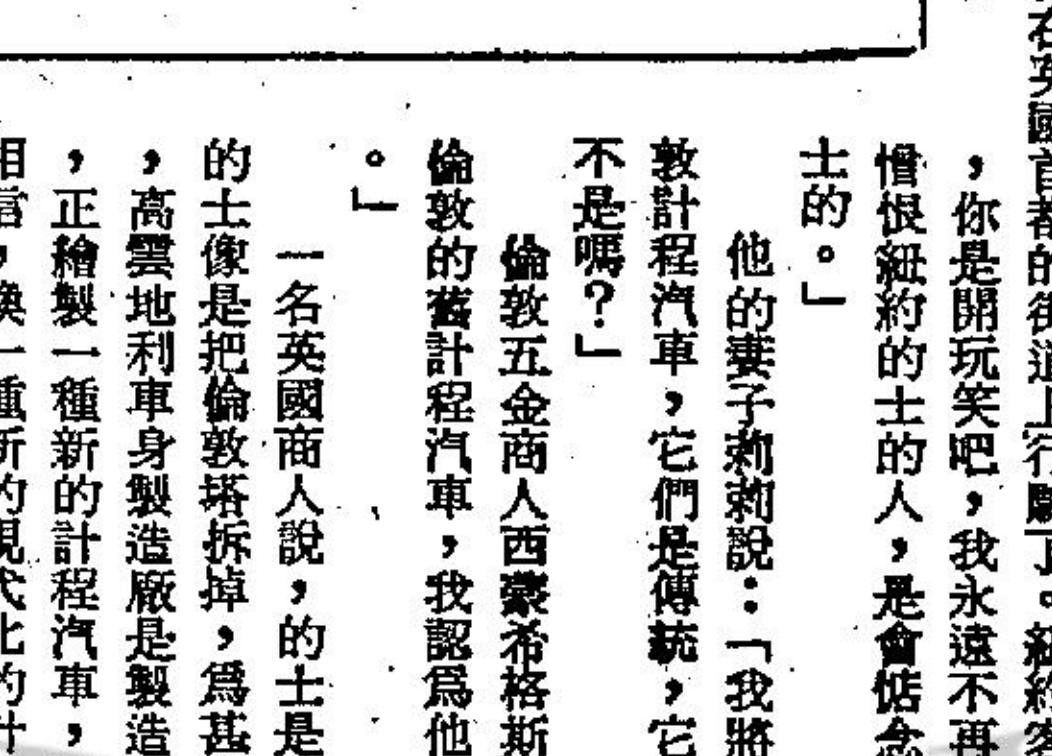 在英國首都的街道上行駛了。紐約客
，你是開玩笑吧，我永遠不再
憎恨紐約的士的人，是會惦念
士的。」
他的妻子莉莉說：「我將
敦計程汽車，它們是傳統，它
不是嗎？」
倫敦五金商人西蒙希格斯
倫敦的舊計程汽車，我認爲他
。」
一名英國商人說，的士是
的士像是把倫敦塔拆掉，爲甚
，高雲地利車身製造廠是製造
，正繪製一種新的計程汽車，
相當，換一種新的現代化的計